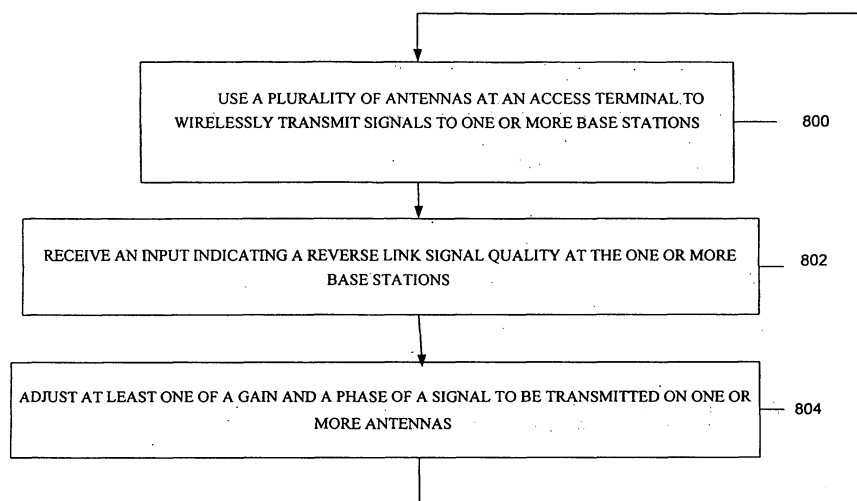 USE A PLURALITY OF ANTENNAS AT AN ACCESS TERMINAL TO
WIRELESSLY TRANSMIT SIGNALS TO ONE OR MORE BASE STATIONS
800
RECEIVE AN INPUT INDICATING A REVERSE LINK SIGNAL QUALITY AT THE ONE OR MORE
BASE STATIONS
802
ADJUST AT LEAST ONE OF A GAIN AND A PHASE OF A SIGNAL TO BE TRANSMITTED ON ONE OR
MORE ANTENNAS
804